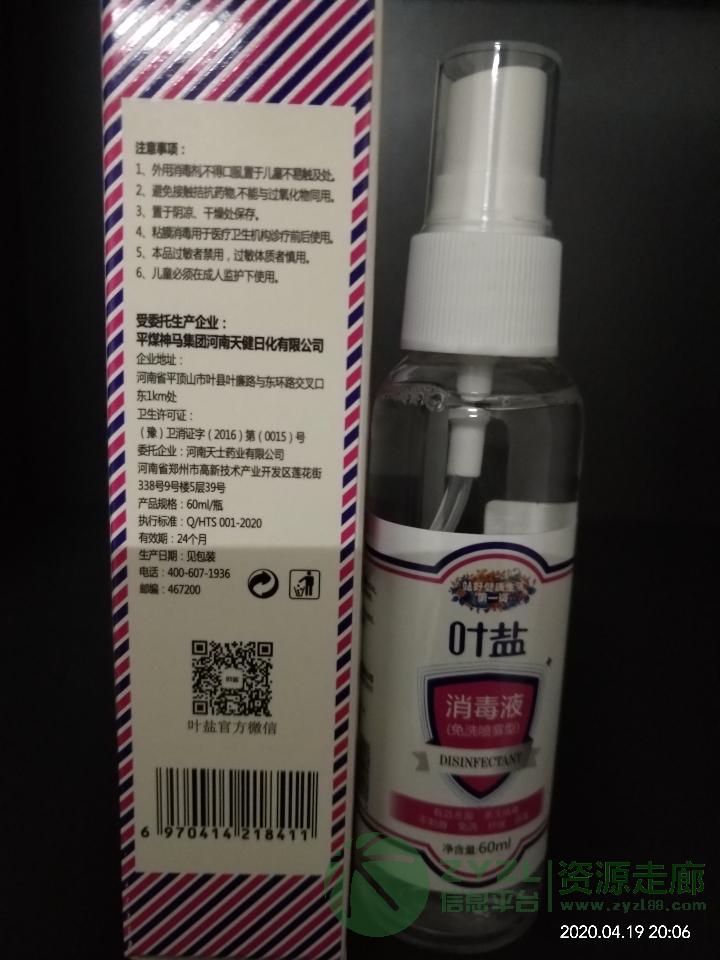 注意事项：
1、外用消毒剂,不得口服,置于儿童不易触及处。
2、避免接触拮抗药物,不能与过氧化物同用。
3、置于阴凉、干燥处保存。
4、粘膜消毒用于医疗卫生机构诊疗前后使用。
5、本品过敏者禁用，过敏体质者慎用。
6、儿童必须在成人监护下使用。
受委托生产企业：
平煤神马集团河南天健日化有限公司
企业地址：
河南省平顶山市叶县叶廉路与东环路交叉口
东1km处
卫生许可证：
（豫）卫消证字（2016）第（0015）号
委托企业：河南天士药业有限公司
河南省郑州市高新技术产业开发区莲花街
338号9号楼5层39号
产品规格：60ml/瓶
执行标准：Q/HTS 001-2020
有效期：24个月
生产日期：见包装
电话：400-607-1936
邮编：467200
叶盐
叶盐官方微信
6 970414 218411
站好健康生活
第一岗
叶盐
消毒液
(免洗喷雾型)
DISINFECTANT
净含量:60ml
ZYZL
信息平台
资源走廊
www.zyzl88.com
2020.04.19 20:06